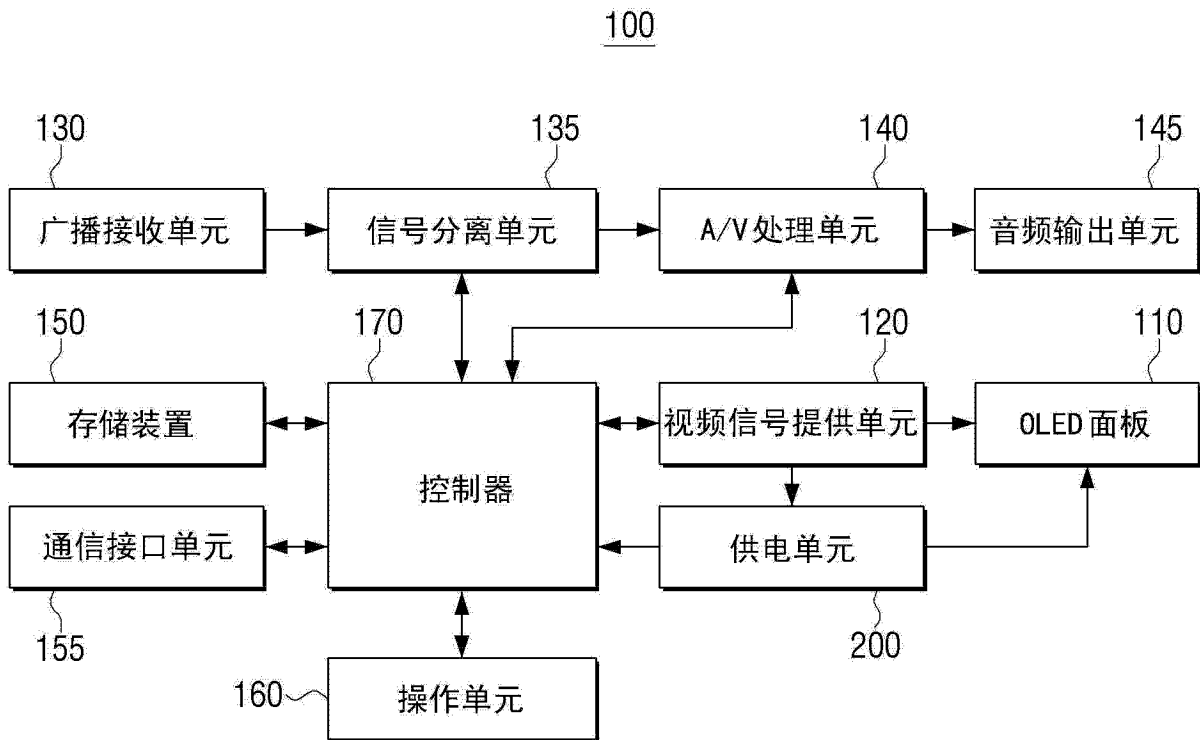 100
130
135
140
145
广播接收单元
信号分离单元
A/V处理单元
音频输出单元
150
170
120
110
存储装置
控制器
视频信号提供单元
OLED面板
通信接口单元
供电单元
155
200
160
操作单元